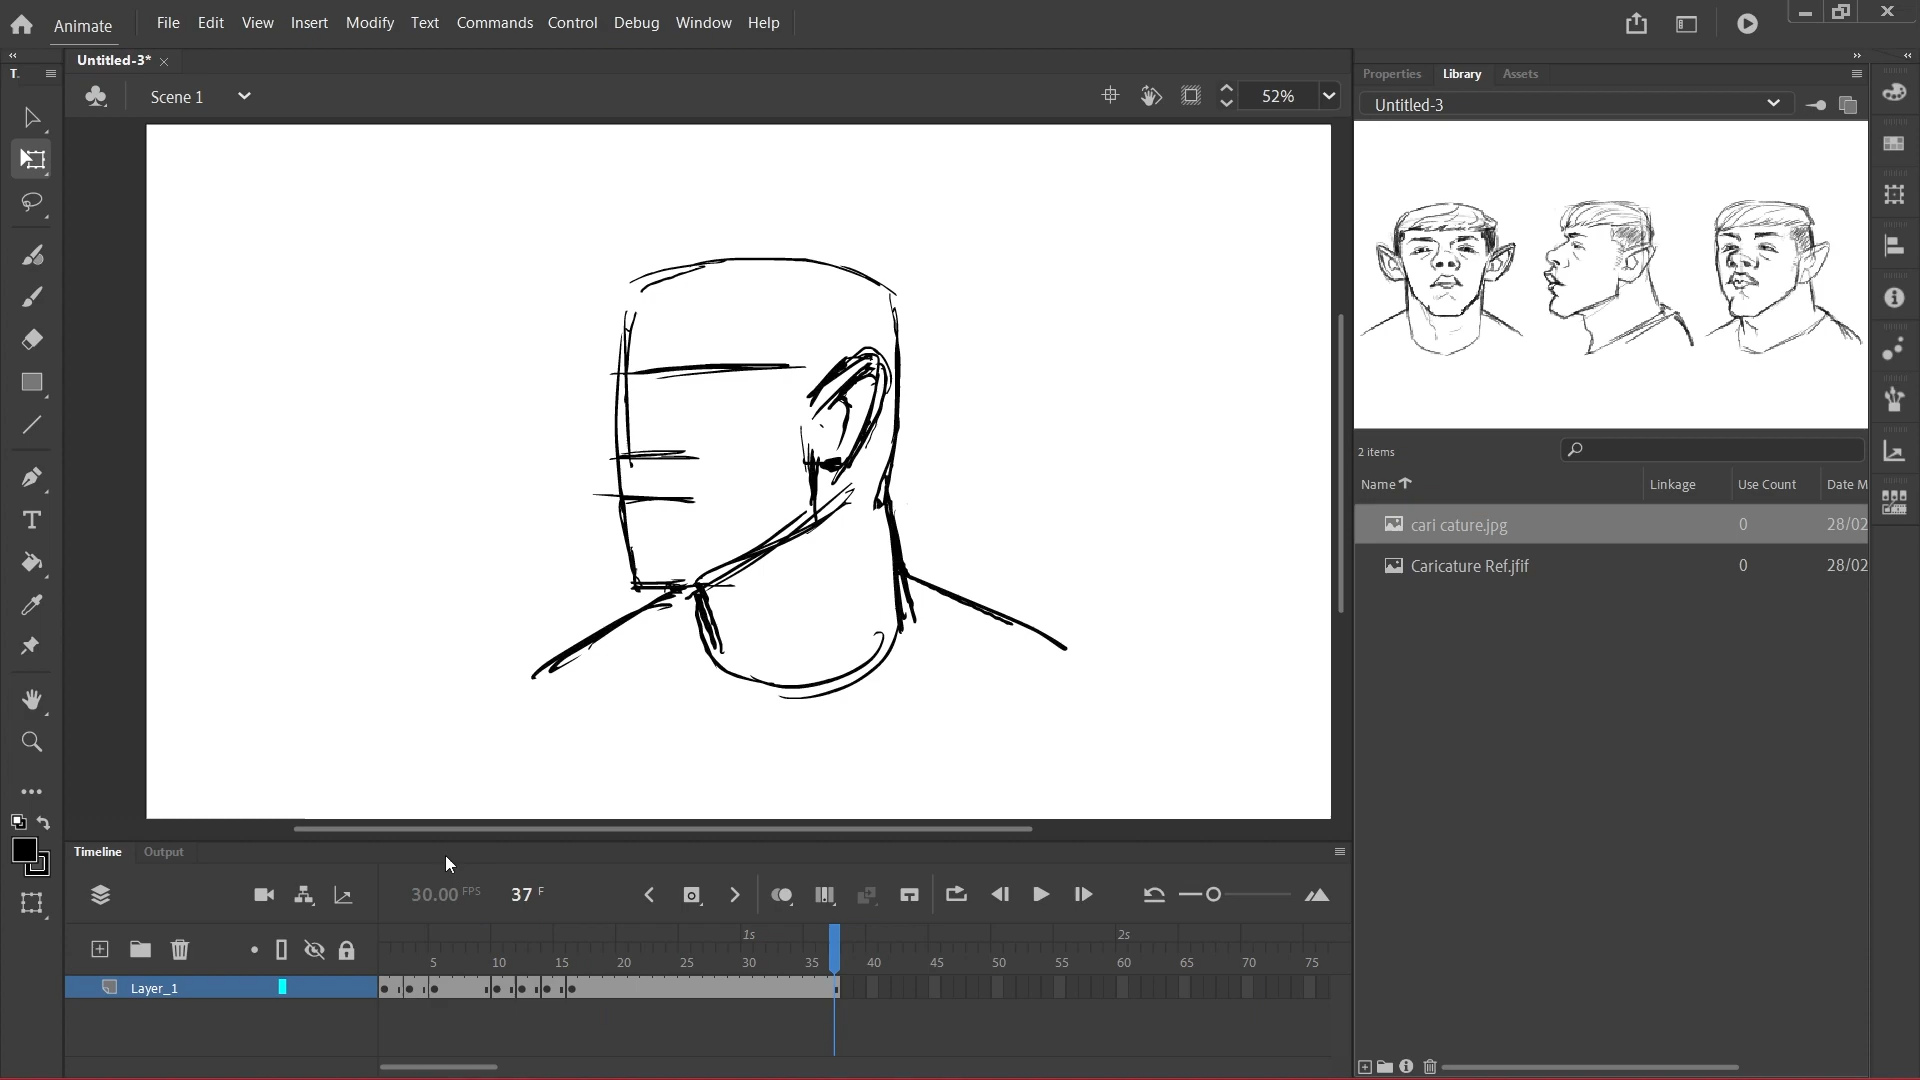 Animate File Edit View Insert Modify Text Commands Control Debug Window Help
T.
Untitled-3*
Properties Library Assets
Scene 1
52%
Untitled-3
2 items
Name Linkage Use Count Date M
cari cature.jpg 0 28/02
Caricature Ref.jfif 0 28/02
Timeline Output
30.00 FPS 37 F
1s 2s
5 10 15 20 25 30 35 40 45 50 55 60 65 70 75
Layer_1